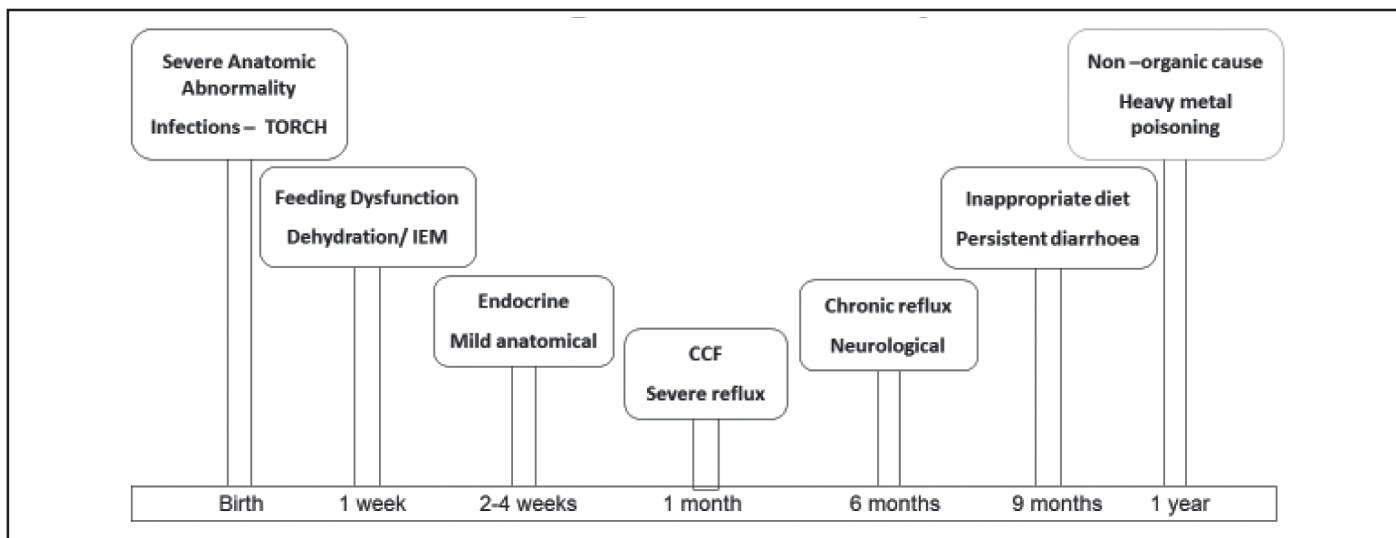 Severe Anatomic
Abnormality
Infections – TORCH
Feeding Dysfunction
Dehydration/ IEM
Endocrine
Mild anatomical
CCF
Severe reflux
Chronic reflux
Neurological
Inappropriate diet
Persistent diarrhoea
Non –organic cause
Heavy metal
poisoning
Birth 1 week 2-4 weeks 1 month 6 months 9 months 1 year